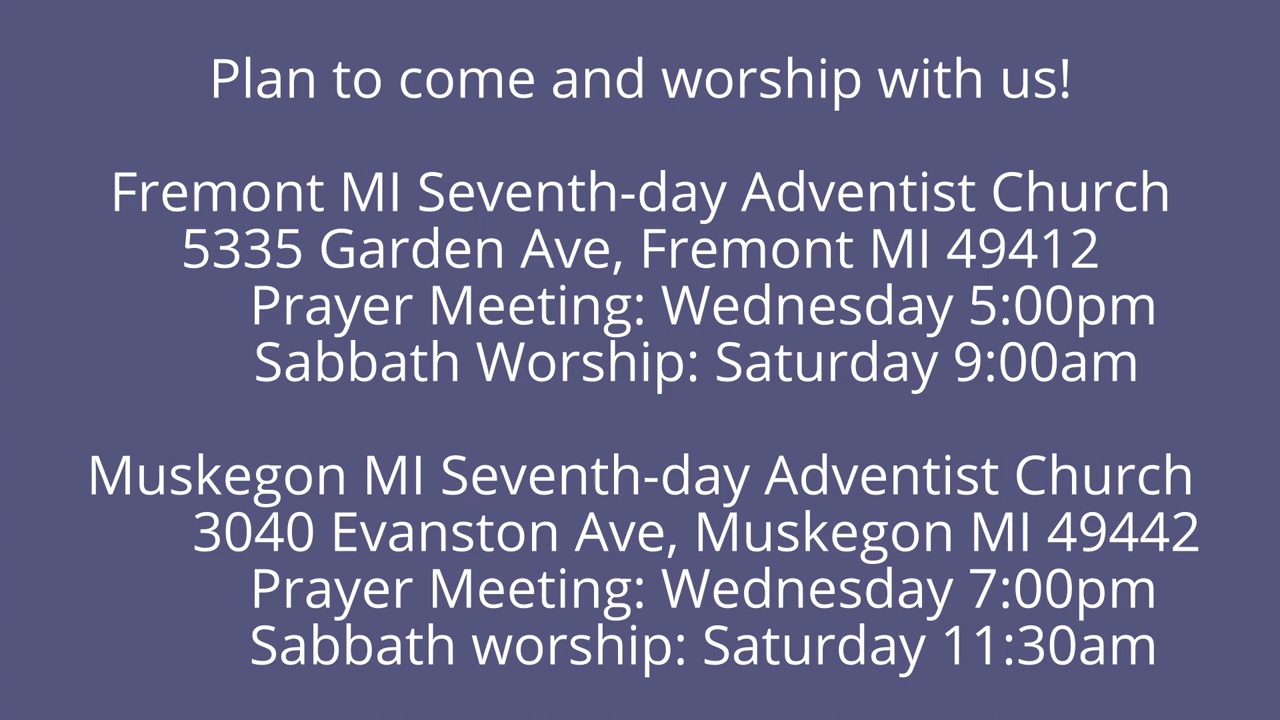 Plan to come and worship with us!
Fremont MI Seventh-day Adventist Church
5335 Garden Ave, Fremont MI 49412
Prayer Meeting: Wednesday 5:00pm
Sabbath Worship: Saturday 9:00am
Muskegon MI Seventh-day Adventist Church
3040 Evanston Ave, Muskegon MI 49442
Prayer Meeting: Wednesday 7:00pm
Sabbath worship: Saturday 11:30am